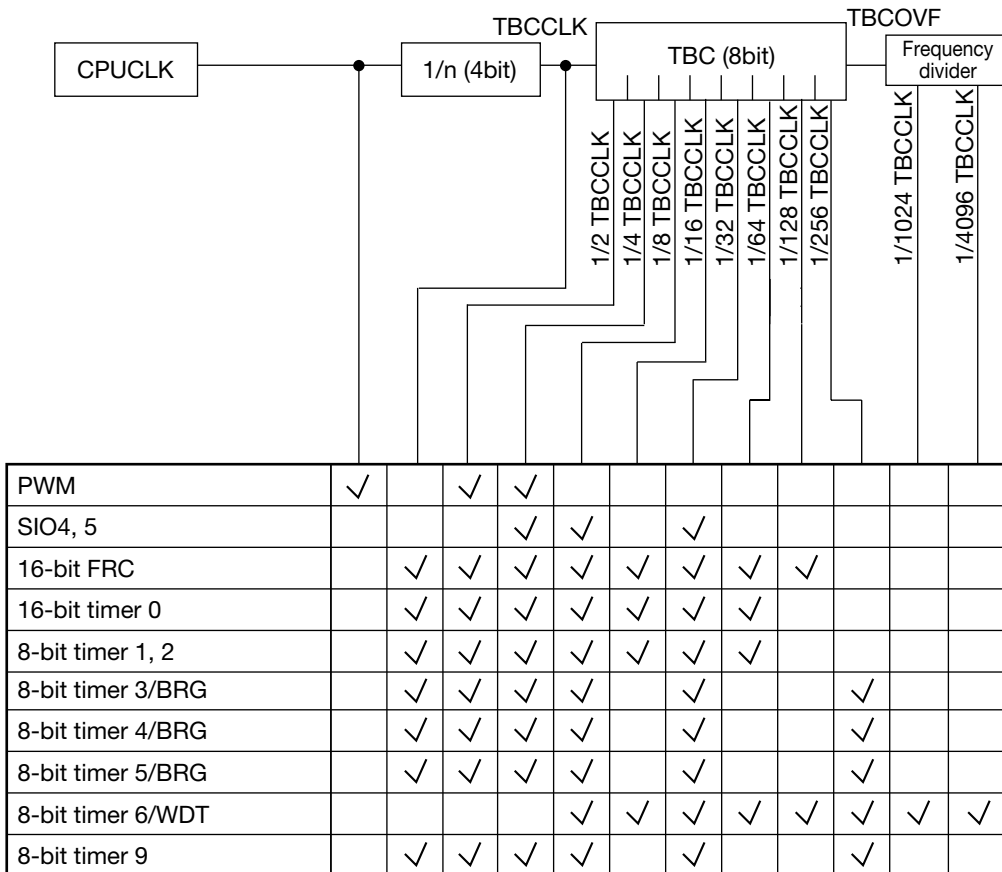 TBCCLK
TBCOVF
CPUCLK
1/n (4bit)
TBC (8bit)
Frequency
divider
1/2 TBCCLK
1/4 TBCCLK
1/8 TBCCLK
1/16 TBCCLK
1/32 TBCCLK
1/64 TBCCLK
1/128 TBCCLK
1/256 TBCCLK
1/1024 TBCCLK
1/4096 TBCCLK
PWM ✓ ✓ ✓
SIO4, 5 ✓ ✓ ✓
16-bit FRC ✓ ✓ ✓ ✓ ✓ ✓ ✓ ✓
16-bit timer 0 ✓ ✓ ✓ ✓ ✓ ✓ ✓
8-bit timer 1, 2 ✓ ✓ ✓ ✓ ✓ ✓ ✓
8-bit timer 3/BRG ✓ ✓ ✓ ✓ ✓ ✓
8-bit timer 4/BRG ✓ ✓ ✓ ✓ ✓ ✓
8-bit timer 5/BRG ✓ ✓ ✓ ✓ ✓ ✓
8-bit timer 6/WDT ✓ ✓ ✓ ✓ ✓ ✓ ✓ ✓
8-bit timer 9 ✓ ✓ ✓ ✓ ✓ ✓